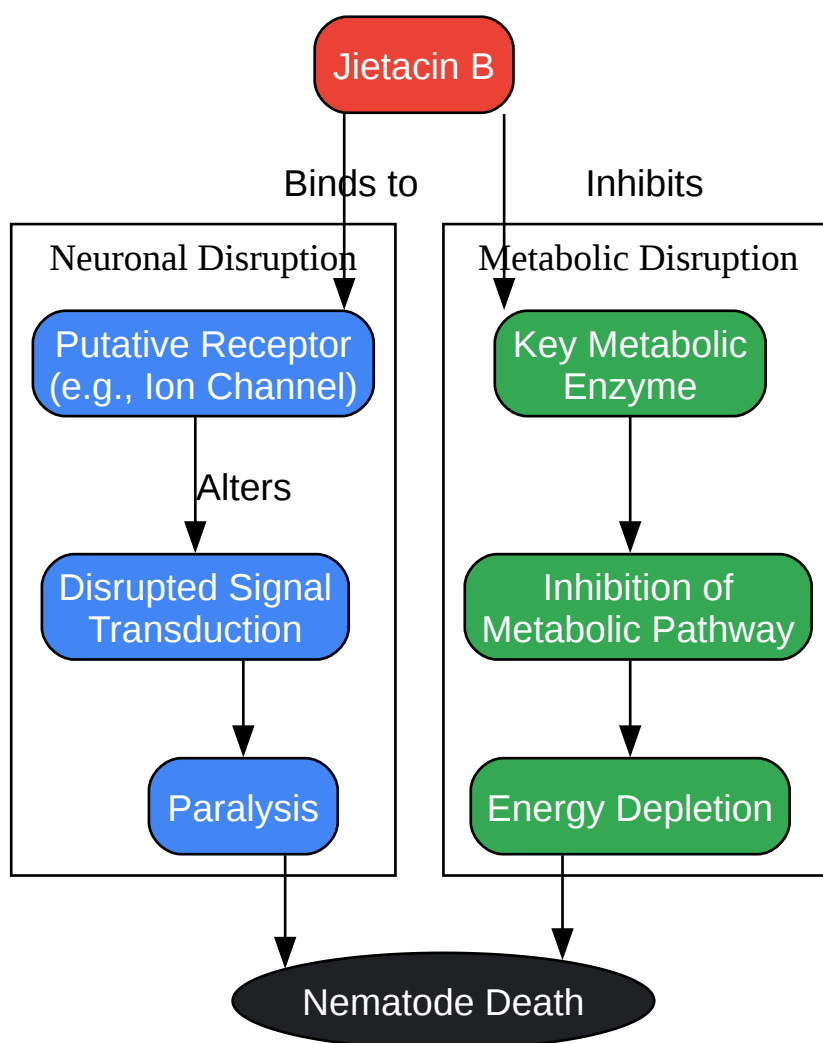 Jietacin B
Binds to
Inhibits
Neuronal Disruption
Metabolic Disruption
Putative Receptor
(e.g., Ion Channel)
Key Metabolic
Enzyme
Alters
Disrupted Signal
Transduction
Inhibition of
Metabolic Pathway
Paralysis
Energy Depletion
Nematode Death